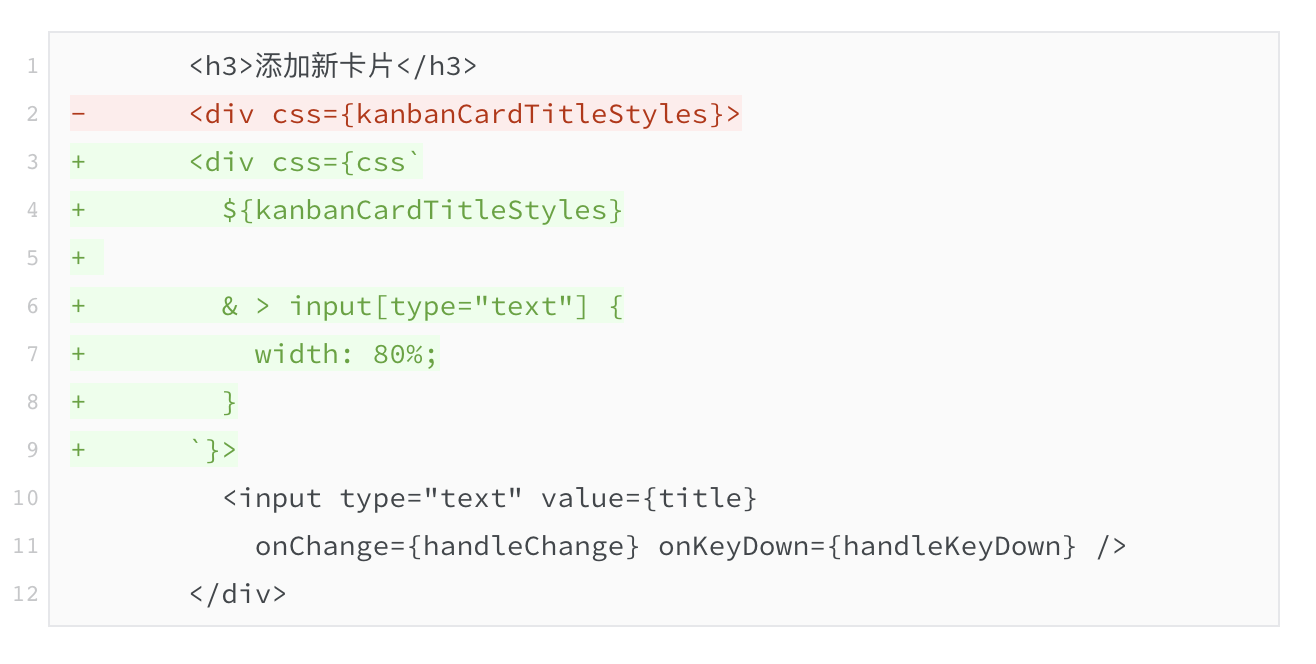 1         <h3>添加新卡片</h3>
2 -       <div css={kanbanCardTitleStyles}>
3 +       <div css={css`
4 +         ${kanbanCardTitleStyles}
5 +
6 +         & > input[type="text"] {
7 +           width: 80%;
8 +         }
9 +       `}>
10           <input type="text" value={title}
11             onChange={handleChange} onKeyDown={handleKeyDown} />
12         </div>